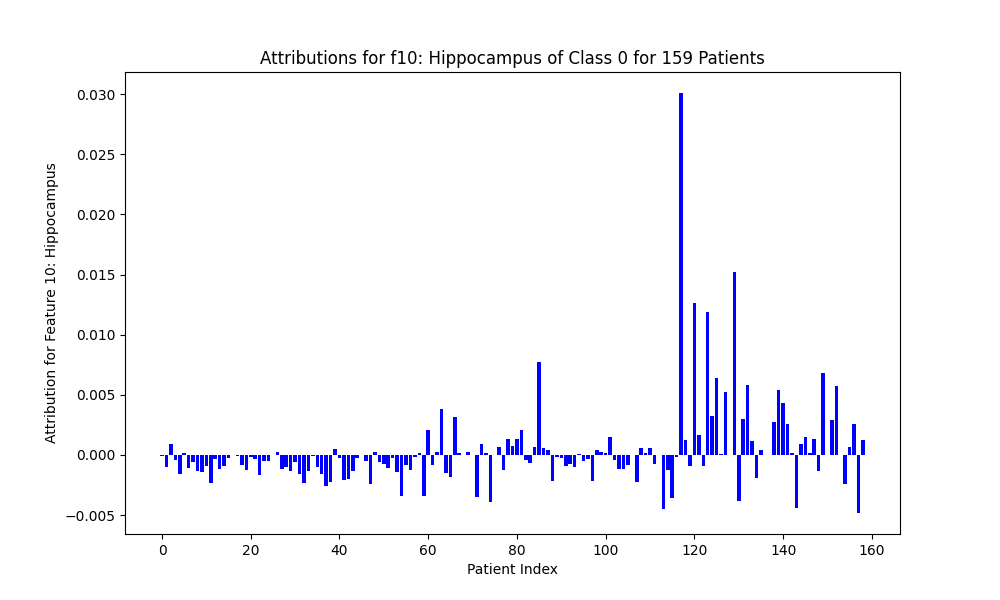 Attributions for f10: Hippocampus of Class 0 for 159 Patients
Attribution for Feature 10: Hippocampus
0.030
0.025
0.020
0.015
0.010
0.005
0.000
−0.005
0 20 40 60 80 100 120 140 160
Patient Index